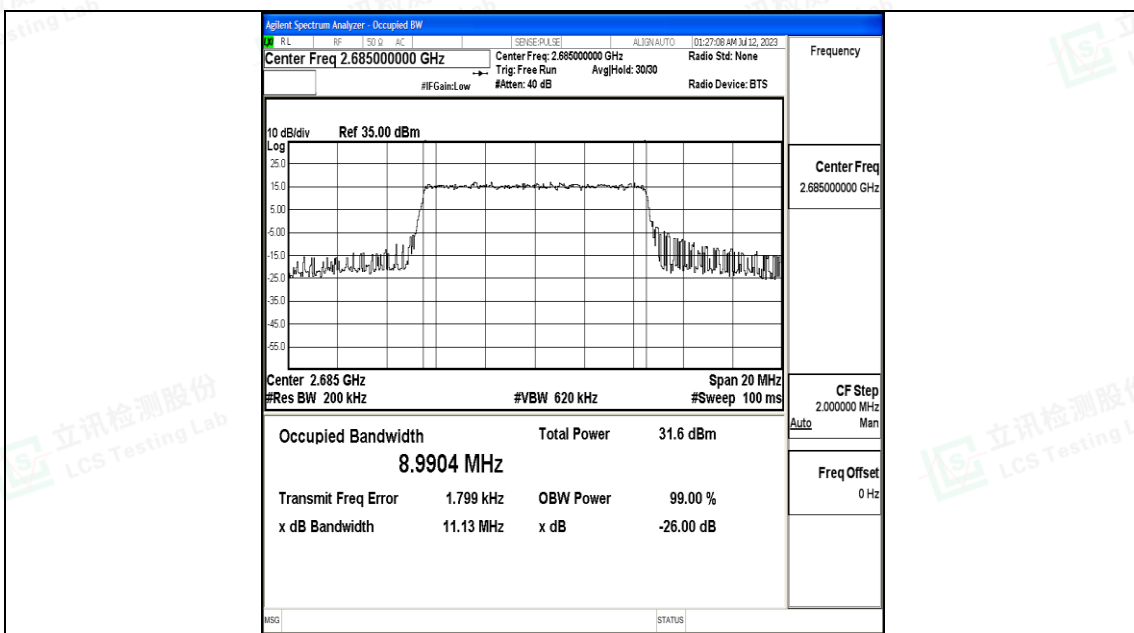 Agilent Spectrum Analyzer - Occupied BW
RL RF 50 Ω AC SENSE:PULSE ALIGN AUTO 01:27:08 AM Jul 12, 2023
Center Freq 2.685000000 GHz
Center Freq: 2.685000000 GHz Radio Std: None
Trig: Free Run Avg|Hold: 30/30
#IFGain:Low #Atten: 40 dB Radio Device: BTS
10 dB/div Ref 35.00 dBm
Log
25.0
15.0
5.00
-5.00
-15.0
-25.0
-35.0
-45.0
-55.0
Center 2.685 GHz Span 20 MHz
#Res BW 200 kHz #VBW 620 kHz #Sweep 100 ms
Occupied Bandwidth Total Power 31.6 dBm
8.9904 MHz
Transmit Freq Error 1.799 kHz OBW Power 99.00 %
x dB Bandwidth 11.13 MHz x dB -26.00 dB
MSG STATUS
Frequency
Center Freq
2.685000000 GHz
CF Step
2.000000 MHz
Auto Man
Freq Offset
0 Hz
立讯检测股份
LCS Testing Lab
立讯检测股份
LCS Testing L
sting Lab
LCS